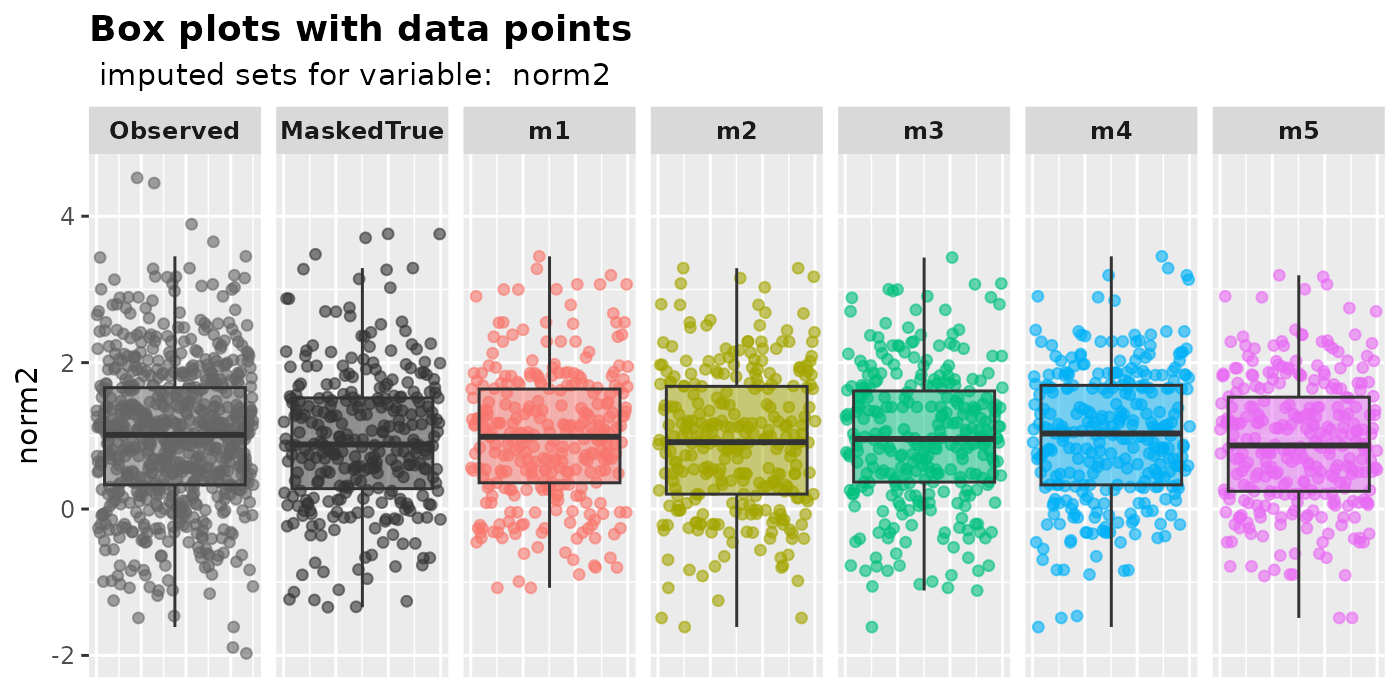 Box plots with data points
imputed sets for variable:  norm2
Observed MaskedTrue m1 m2 m3 m4 m5
4
2
0
-2
norm2